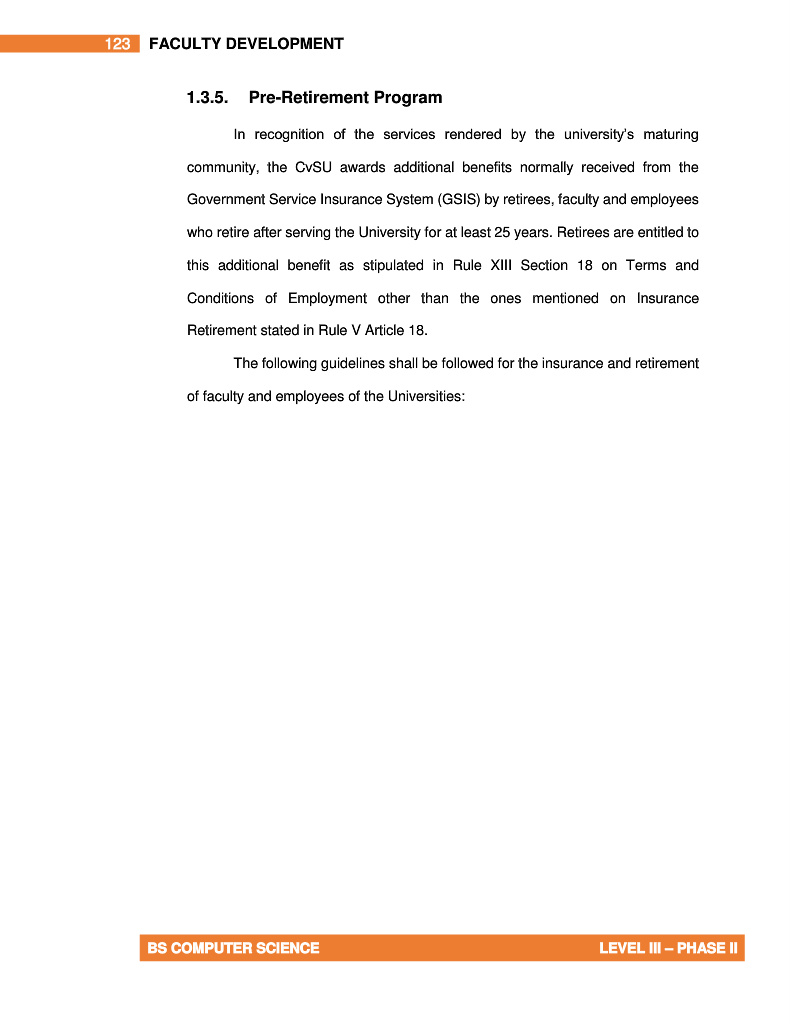 123 FACULTY DEVELOPMENT
1.3.5. Pre-Retirement Program
In recognition of the services rendered by the university's maturing
community, the CvSU awards additional benefits normally received from the
Government Service Insurance System (GSIS) by retirees, faculty and employees
who retire after serving the University for at least 25 years. Retirees are entitled to
this additional benefit as stipulated in Rule XIII Section 18 on Terms and
Conditions of Employment other than the ones mentioned on Insurance
Retirement stated in Rule V Article 18.
The following guidelines shall be followed for the insurance and retirement
of faculty and employees of the Universities:
BS COMPUTER SCIENCE LEVEL III – PHASE II